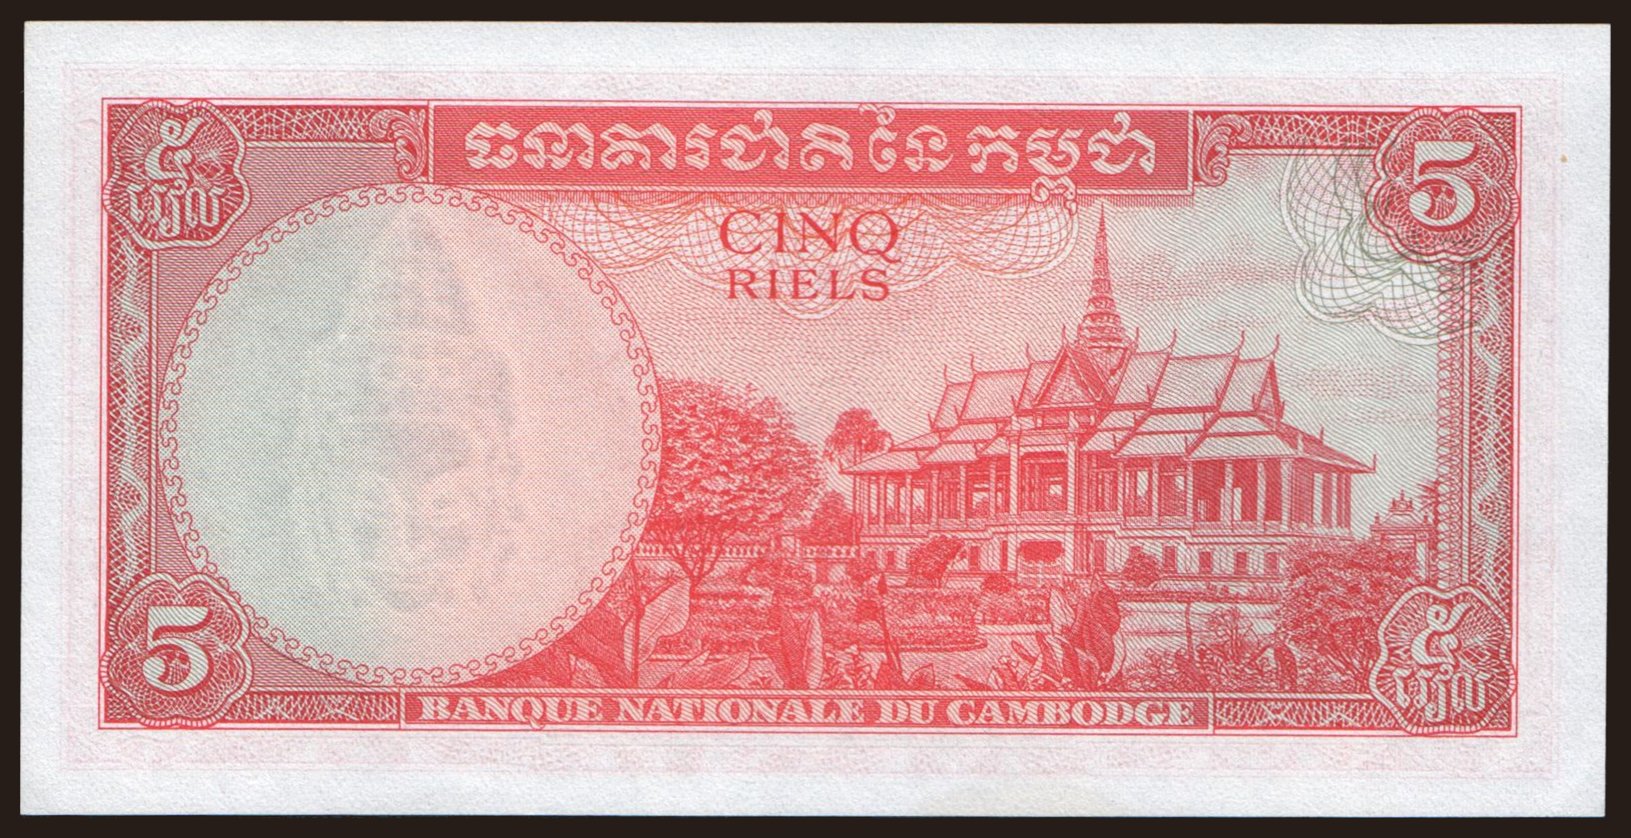 ៥
រៀល
ធនាគារជាតិនៃកម្ពុជា
5
CINQ
RIELS
5
៥
រៀល
BANQUE NATIONALE DU CAMBODGE